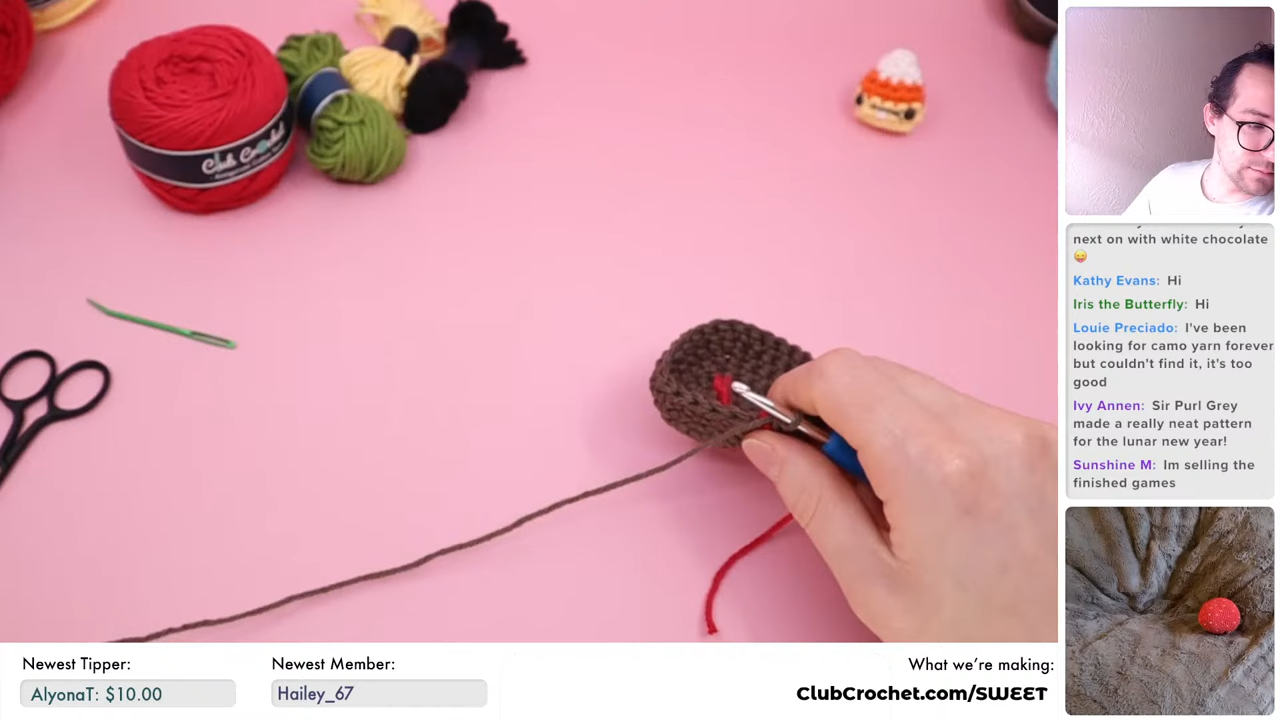 Club Crochet
next on with white chocolate
Kathy Evans: Hi
Iris the Butterfly: Hi
Louie Preciado: I've been
looking for camo yarn forever
but couldn't find it, it's too
good
Ivy Annen: Sir Purl Grey
made a really neat pattern
for the lunar new year!
Sunshine M: Im selling the
finished games
Newest Tipper:
AlyonaT: $10.00
Newest Member:
Hailey_67
What we're making:
ClubCrochet.com/SWEET